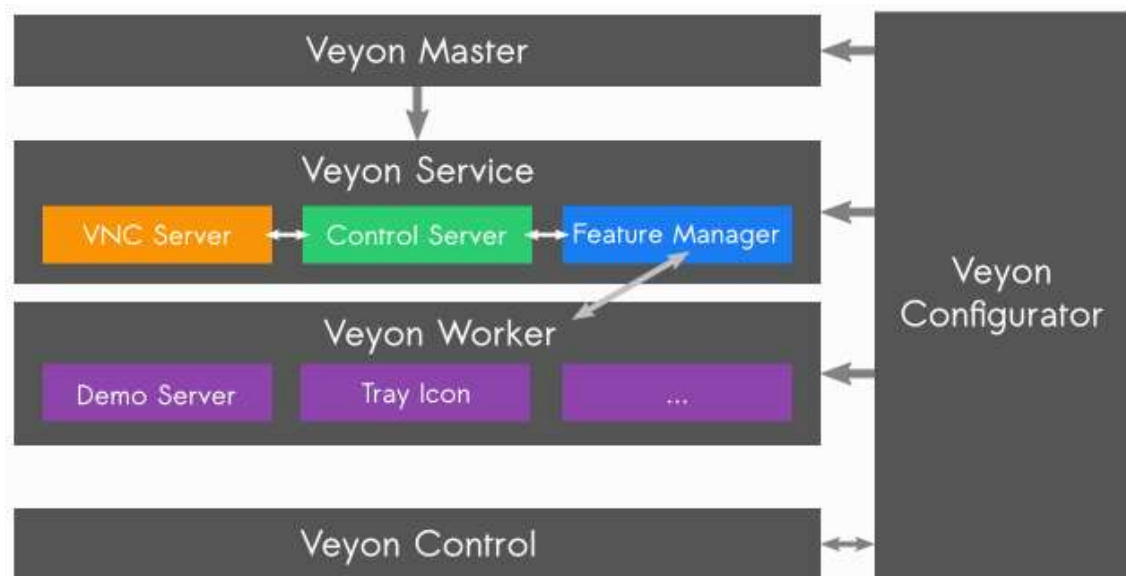 Veyon Master
Veyon Service
VNC Server
Control Server
Feature Manager
Veyon Worker
Demo Server
Tray Icon
...
Veyon Control
Veyon
Configurator